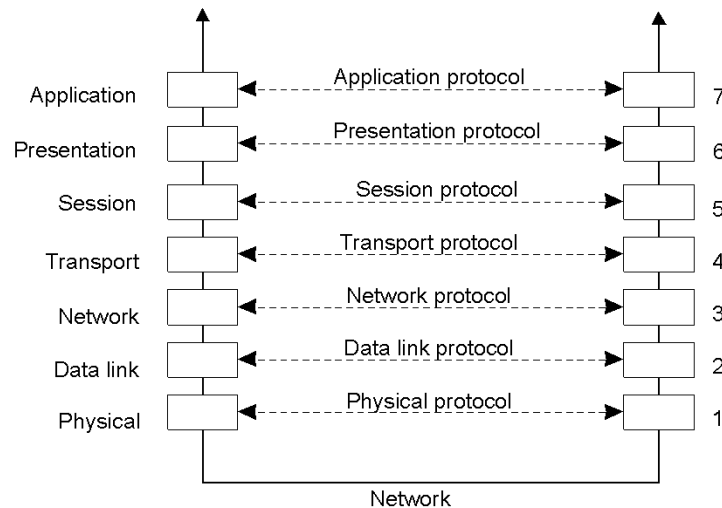 Application protocol
Application
7
Presentation protocol
Presentation
6
Session protocol
Session
5
Transport protocol
Transport
4
Network protocol
Network
3
Data link protocol
Data link
2
Physical protocol
Physical
1
Network